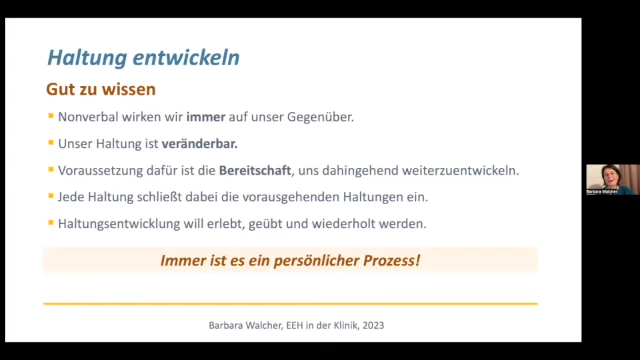 Haltung entwickeln
Gut zu wissen
Nonverbal wirken wir immer auf unser Gegenüber.
Unser Haltung ist veränderbar.
Voraussetzung dafür ist die Bereitschaft, uns dahingehend weiterzuentwickeln.
Jede Haltung schließt dabei die vorausgehenden Haltungen ein.
Haltungsentwicklung will erlebt, geübt und wiederholt werden.
Immer ist es ein persönlicher Prozess!
Barbara Walcher, EEH in der Klinik, 2023
Barbara Walcher